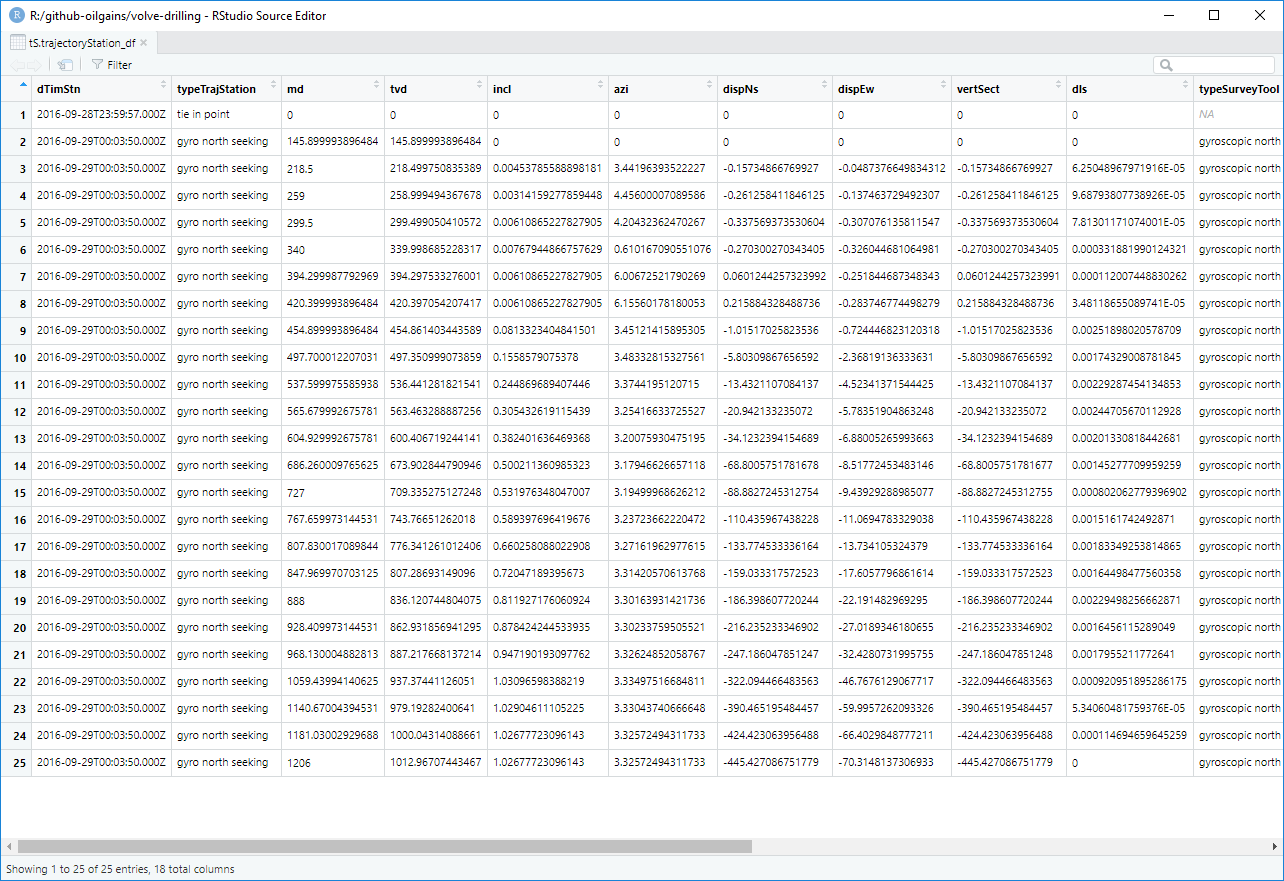 R:/github-oilgains/volve-drilling - RStudio Source Editor
tS.trajectoryStation_df
Filter
dTimStn typeTrajStation md tvd incl azi dispNs dispEw vertSect dls typeSurveyTool
1 2016-09-28T23:59:57.000Z tie in point 0 0 0 0 0 0 0 0 NA
2 2016-09-29T00:03:50.000Z gyro north seeking 145.899993896484 145.899993896484 0 0 0 0 0 0 gyroscopic north
3 2016-09-29T00:03:50.000Z gyro north seeking 218.5 218.499750835389 0.00453785588898181 3.44196393522227 -0.15734866769927 -0.0487376649834312 -0.15734866769927 6.25048967971916E-05 gyroscopic north
4 2016-09-29T00:03:50.000Z gyro north seeking 259 258.999494367678 0.00314159277859448 4.45600007089586 -0.261258411846125 -0.137463729492307 -0.261258411846125 9.68793807738926E-05 gyroscopic north
5 2016-09-29T00:03:50.000Z gyro north seeking 299.5 299.499050410572 0.00610865227827905 4.20432362470267 -0.337569373530604 -0.307076135811547 -0.337569373530604 7.81301171074001E-05 gyroscopic north
6 2016-09-29T00:03:50.000Z gyro north seeking 340 339.998685228317 0.00767944866757629 0.610167090551076 -0.270300270343405 -0.326044681064981 -0.270300270343405 0.000331881990124321 gyroscopic north
7 2016-09-29T00:03:50.000Z gyro north seeking 394.299987792969 394.297533276001 0.00610865227827905 6.00672521790269 0.0601244257323992 -0.251844687348343 0.0601244257323991 0.000112007448830262 gyroscopic north
8 2016-09-29T00:03:50.000Z gyro north seeking 420.399993896484 420.397054207417 0.00610865227827905 6.15560178180053 0.215884328488736 -0.283746774498279 0.215884328488736 3.48118655089741E-05 gyroscopic north
9 2016-09-29T00:03:50.000Z gyro north seeking 454.899993896484 454.861403443589 0.0813323404841501 3.45121415895305 -1.01517025823536 -0.724446823120318 -1.01517025823536 0.00251898020578709 gyroscopic north
10 2016-09-29T00:03:50.000Z gyro north seeking 497.700012207031 497.350999073859 0.1558579075378 3.48332815327561 -5.80309867656592 -2.36819136333631 -5.80309867656592 0.00174329008781845 gyroscopic north
11 2016-09-29T00:03:50.000Z gyro north seeking 537.599975585938 536.441281821541 0.244869689407446 3.3744195120715 -13.4321107084137 -4.52341371544425 -13.4321107084137 0.00229287454134853 gyroscopic north
12 2016-09-29T00:03:50.000Z gyro north seeking 565.679992675781 563.463288887256 0.305432619115439 3.25416633725527 -20.942133235072 -5.78351904863248 -20.942133235072 0.00244705670112928 gyroscopic north
13 2016-09-29T00:03:50.000Z gyro north seeking 604.929992675781 600.406719244141 0.382401636469368 3.20075930475195 -34.1232394154689 -6.88005265993663 -34.1232394154689 0.00201330818442681 gyroscopic north
14 2016-09-29T00:03:50.000Z gyro north seeking 686.260009765625 673.902844790946 0.500211360985323 3.17946626657118 -68.8005751781678 -8.51772453483146 -68.8005751781677 0.00145277709959259 gyroscopic north
15 2016-09-29T00:03:50.000Z gyro north seeking 727 709.335275127248 0.531976348047007 3.19499968626212 -88.8827245312754 -9.43929288985077 -88.8827245312755 0.000802062779396902 gyroscopic north
16 2016-09-29T00:03:50.000Z gyro north seeking 767.659973144531 743.76651262018 0.589397696419676 3.23723662220472 -110.435967438228 -11.0694783329038 -110.435967438228 0.0015161742492871 gyroscopic north
17 2016-09-29T00:03:50.000Z gyro north seeking 807.830017089844 776.341261012406 0.660258088022908 3.27161962977615 -133.774533336164 -13.734105324379 -133.774533336164 0.00183349253814865 gyroscopic north
18 2016-09-29T00:03:50.000Z gyro north seeking 847.969970703125 807.28693149096 0.72047189395673 3.31420570613768 -159.033317572523 -17.6057796861614 -159.033317572523 0.00164498477560358 gyroscopic north
19 2016-09-29T00:03:50.000Z gyro north seeking 888 836.120744804075 0.811927176060924 3.30163931421736 -186.398607720244 -22.191482969295 -186.398607720244 0.00229498256662871 gyroscopic north
20 2016-09-29T00:03:50.000Z gyro north seeking 928.409973144531 862.931856941295 0.878424244533935 3.30233759505521 -216.235233346902 -27.0189346180655 -216.235233346902 0.0016456115289049 gyroscopic north
21 2016-09-29T00:03:50.000Z gyro north seeking 968.130004882813 887.217668137214 0.947190193097762 3.32624852058767 -247.186047851247 -32.4280731995755 -247.186047851248 0.0017955211772641 gyroscopic north
22 2016-09-29T00:03:50.000Z gyro north seeking 1059.43994140625 937.37441126051 1.03096598388219 3.33497516684811 -322.094466483563 -46.7676129067717 -322.094466483563 0.000920951895286175 gyroscopic north
23 2016-09-29T00:03:50.000Z gyro north seeking 1140.67004394531 979.19282400641 1.02904611105225 3.33043740666648 -390.465195484457 -59.9957262093326 -390.465195484457 5.34060481759376E-05 gyroscopic north
24 2016-09-29T00:03:50.000Z gyro north seeking 1181.03002929688 1000.04314088661 1.02677723096143 3.32572494311733 -424.423063956488 -66.4029848777211 -424.423063956488 0.000114694659645259 gyroscopic north
25 2016-09-29T00:03:50.000Z gyro north seeking 1206 1012.96707443467 1.02677723096143 3.32572494311733 -445.427086751779 -70.3148137306933 -445.427086751779 0 gyroscopic north
Showing 1 to 25 of 25 entries, 18 total columns